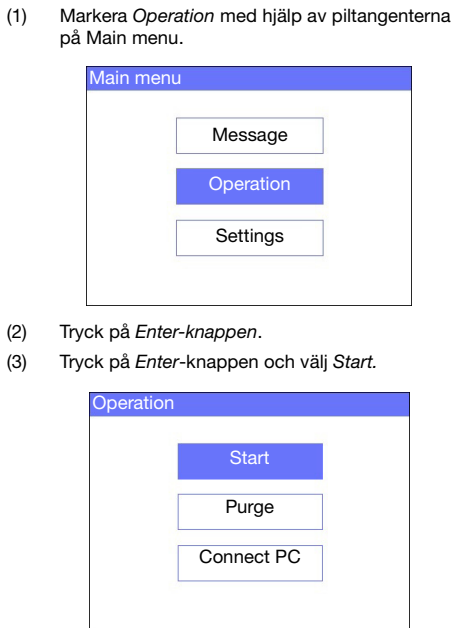 (1) Markera Operation med hjälp av piltangenterna
på Main menu.
Main menu
Message
Operation
Settings
(2) Tryck på Enter-knappen.
(3) Tryck på Enter-knappen och välj Start.
Operation
Start
Purge
Connect PC